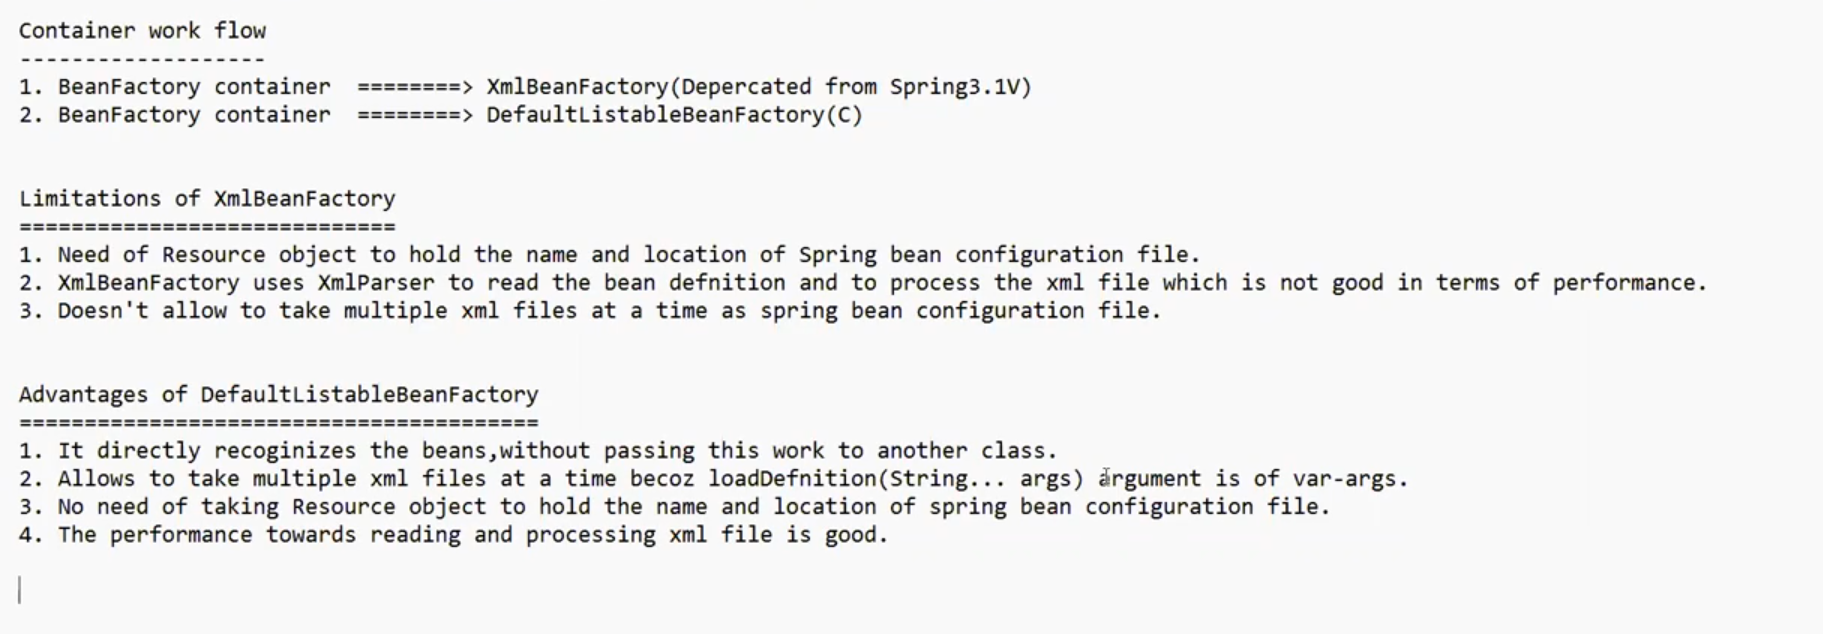 Container work flow
-------------------
1. BeanFactory container  ========> XmlBeanFactory(Depercated from Spring3.1V)
2. BeanFactory container  ========> DefaultListableBeanFactory(C)
Limitations of XmlBeanFactory
=============================
1. Need of Resource object to hold the name and location of Spring bean configuration file.
2. XmlBeanFactory uses XmlParser to read the bean defnition and to process the xml file which is not good in terms of performance.
3. Doesn't allow to take multiple xml files at a time as spring bean configuration file.
Advantages of DefaultListableBeanFactory
========================================
1. It directly recoginizes the beans,without passing this work to another class.
2. Allows to take multiple xml files at a time becoz loadDefnition(String... args) argument is of var-args.
3. No need of taking Resource object to hold the name and location of spring bean configuration file.
4. The performance towards reading and processing xml file is good.